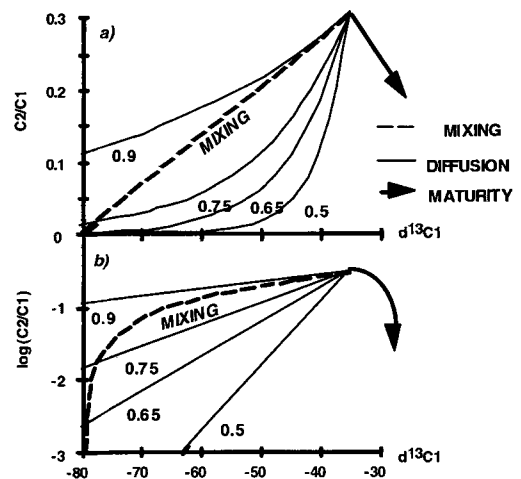 a)
C2/C1
0.3
0.2
0.1
0
0.9
MIXING
0.75
0.65
0.5
d13C1
MIXING
DIFFUSION
MATURITY
b)
log(C2/C1)
-1
-2
-3
0.9
MIXING
0.75
0.65
0.5
d13C1
-80 -70 -60 -50 -40 -30